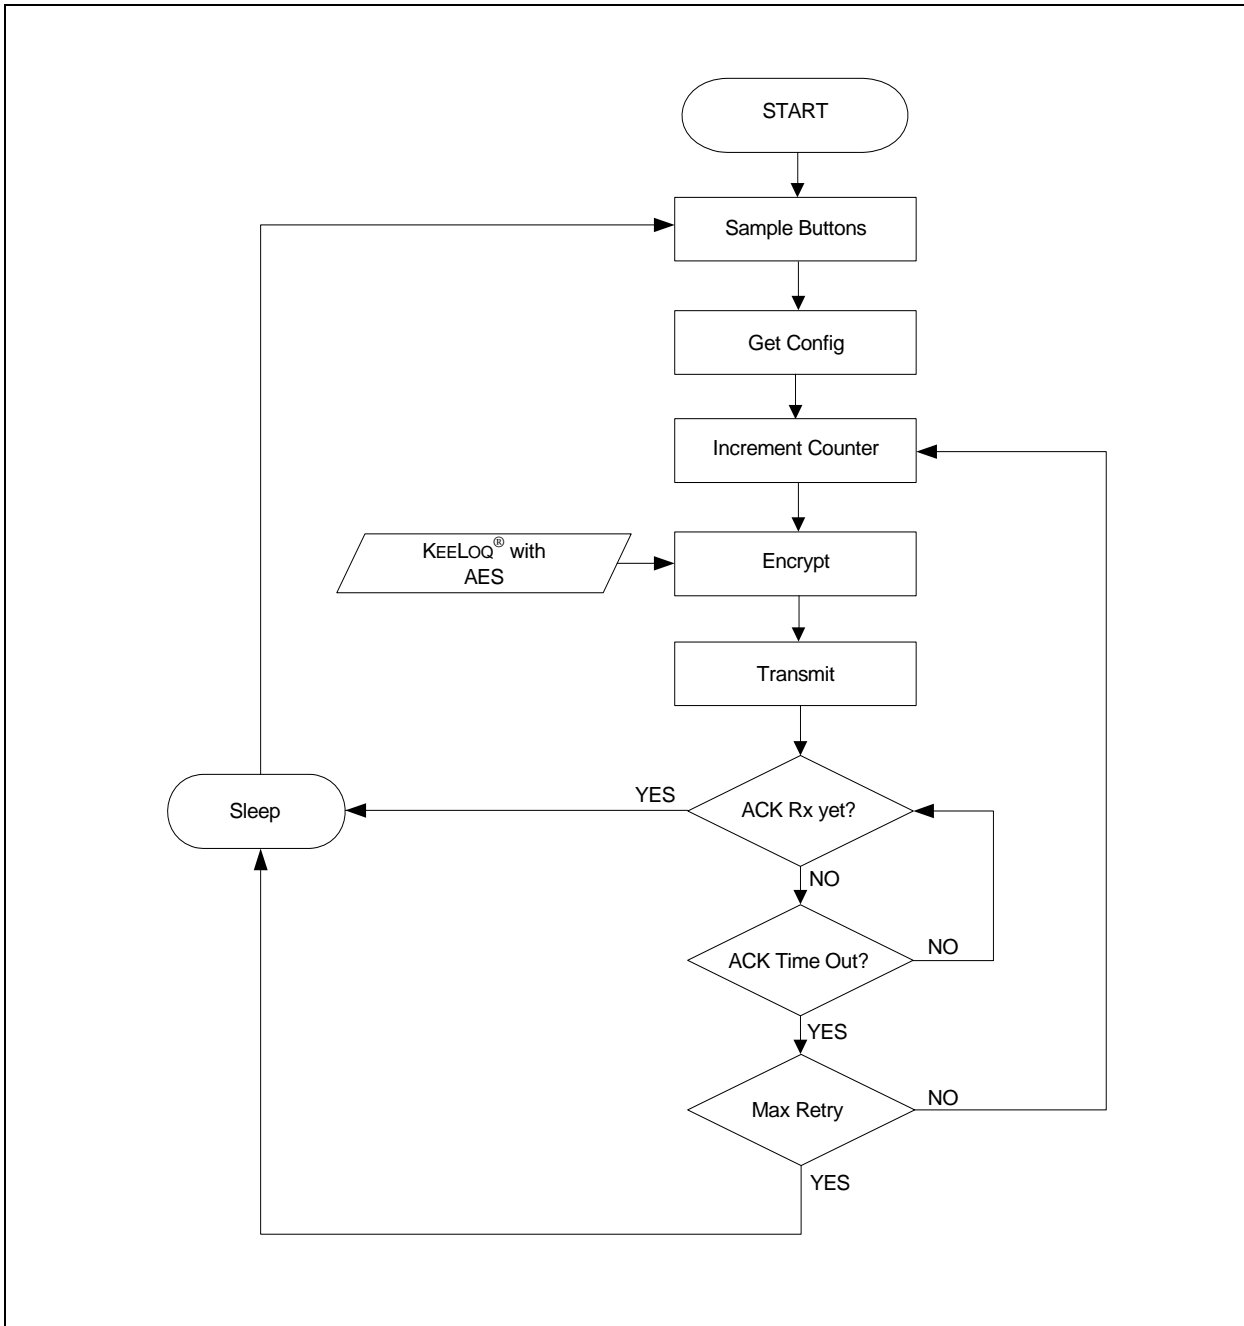 START
Sample Buttons
Get Config
Increment Counter
KEELOQ® with
AES
Encrypt
Transmit
ACK Rx yet?
YES
Sleep
NO
ACK Time Out?
NO
YES
Max Retry
NO
YES